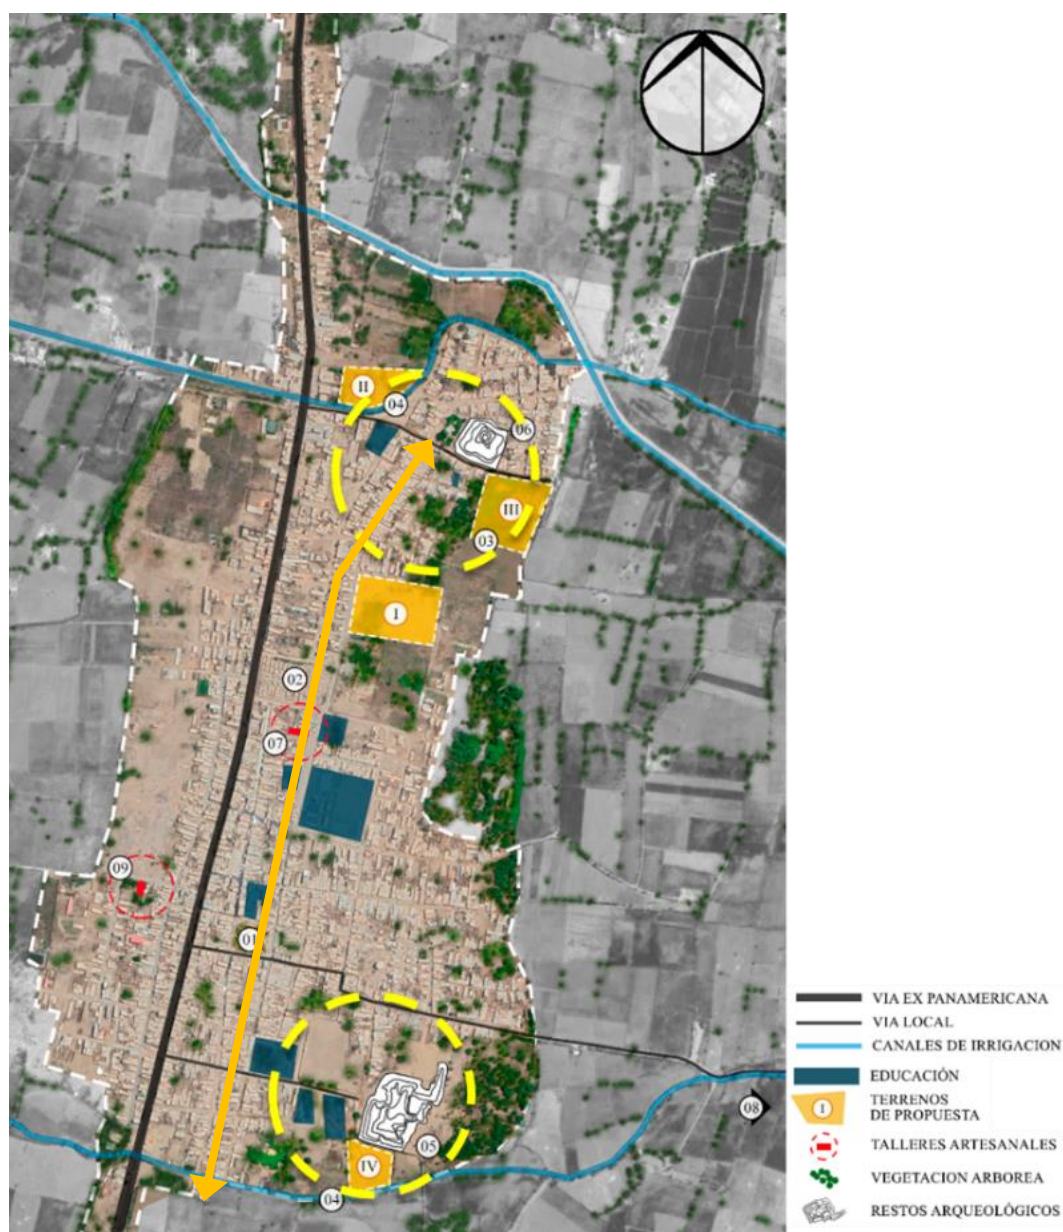 II
04
06
III
03
I
02
07
09
01
08
05
IV
04
VIA EX PANAMERICANA
VIA LOCAL
CANALES DE IRRIGACION
EDUCACIÓN
I
TERRENOS
DE PROPUESTA
TALLERES ARTESANALES
VEGETACION ARBOREA
RESTOS ARQUEOLÓGICOS